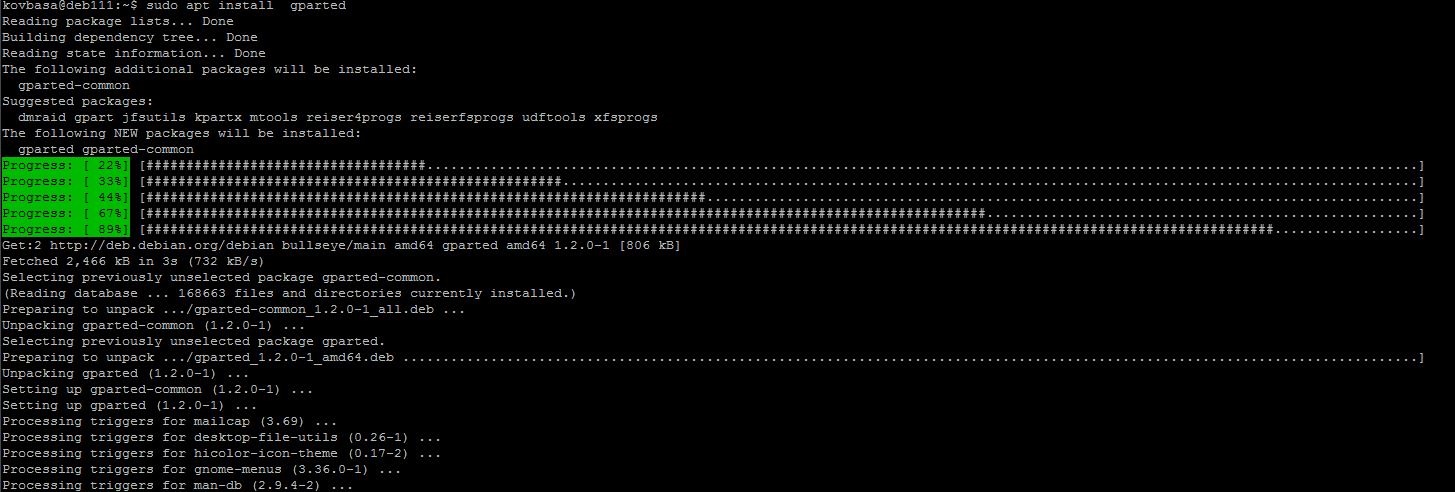 kovbasa@deb111:~$ sudo apt install  gparted
Reading package lists... Done
Building dependency tree... Done
Reading state information... Done
The following additional packages will be installed:
  gparted-common
Suggested packages:
  dmraid gpart jfsutils kpartx mtools reiser4progs reiserfsprogs udftools xfsprogs
The following NEW packages will be installed:
  gparted gparted-common
Progress: [ 22%] [###################################............................................................................................................................]
Progress: [ 33%] [####################################################...........................................................................................................]
Progress: [ 44%] [######################################################################.........................................................................................]
Progress: [ 67%] [#########################################################################################################......................................................]
Progress: [ 89%] [#############################################################################################################################################..................]
Get:2 http://deb.debian.org/debian bullseye/main amd64 gparted amd64 1.2.0-1 [806 kB]
Fetched 2,466 kB in 3s (732 kB/s)
Selecting previously unselected package gparted-common.
(Reading database ... 168663 files and directories currently installed.)
Preparing to unpack .../gparted-common_1.2.0-1_all.deb ...
Unpacking gparted-common (1.2.0-1) ...
Selecting previously unselected package gparted.
Preparing to unpack .../gparted_1.2.0-1_amd64.deb ...............................................................................................................................]
Unpacking gparted (1.2.0-1) ...
Setting up gparted-common (1.2.0-1) ...
Setting up gparted (1.2.0-1) ...
Processing triggers for mailcap (3.69) ...
Processing triggers for desktop-file-utils (0.26-1) ...
Processing triggers for hicolor-icon-theme (0.17-2) ...
Processing triggers for gnome-menus (3.36.0-1) ...
Processing triggers for man-db (2.9.4-2) ...